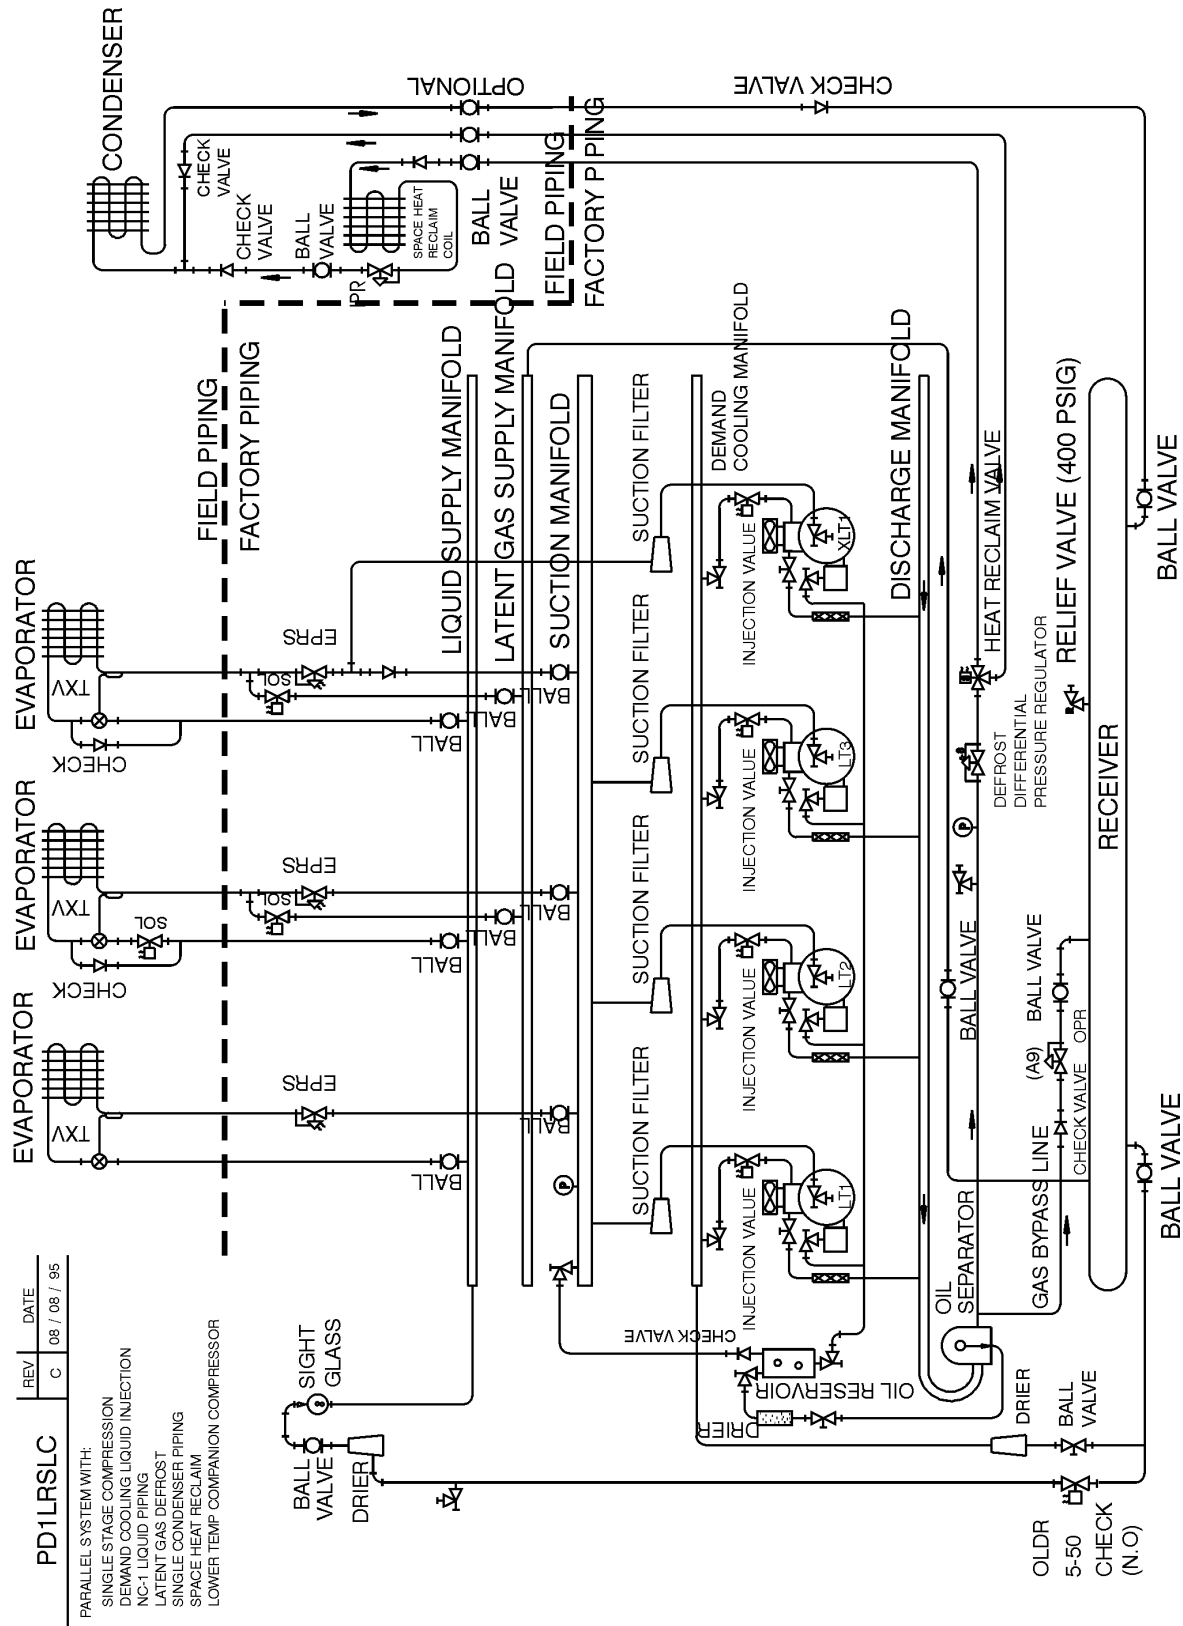 PD1LRSLC
REV
DATE
C
08 / 08 / 95
PARALLEL SYSTEM WITH:
SINGLE STAGE COMPRESSION
DEMAND COOLING LIQUID INJECTION
NC-1 LIQUID PIPING
LATENT GAS DEFROST
SINGLE CONDENSER PIPING
SPACE HEAT RECLAIM
LOWER TEMP COMPANION COMPRESSOR
EVAPORATOR
EVAPORATOR
EVAPORATOR
TXV
TXV
TXV
SOL
CHECK
CHECK
CONDENSER
CHECK
VALVE
CHECK
VALVE
BALL
VALVE
PR
SPACE HEAT
RECLAIM
COIL
OPTIONAL
BALL
VALVE
FIELD PIPING
FACTORY PIPING
FIELD PIPING
FACTORY P PING
CHECK VALVE
EPRS
EPRS
EPRS
SOL
SOL
BALL
BALL
BALL
BALL
BALL
BALL
BALL
BALL
SIGHT
GLASS
BALL
VALVE
DRIER
LIQUID SUPPLY MANIFOLD
LATENT GAS SUPPLY MANIFOLD
SUCTION MANIFOLD
P
SUCTION FILTER
SUCTION FILTER
SUCTION FILTER
SUCTION FILTER
DEMAND
COOLING MANIFOLD
INJECTION VALUE
INJECTION VALUE
INJECTION VALUE
INJECTION VALUE
LT1
LT2
LT3
XLT1
CHECK VALVE
OIL RESERVOIR
DRIER
DISCHARGE MANIFOLD
OIL
SEPARATOR
BALL VALVE
P
HEAT RECLAIM VALVE
DEFROST
DIFFERENTIAL
PRESSURE REGULATOR
GAS BYPASS LINE
(A9)
BALL VALVE
CHECK VALVE
OPR
RELIEF VALVE (400 PSIG)
RECEIVER
DRIER
BALL
VALVE
OLDR
5-50
CHECK
(N.O)
BALL VALVE
BALL VALVE